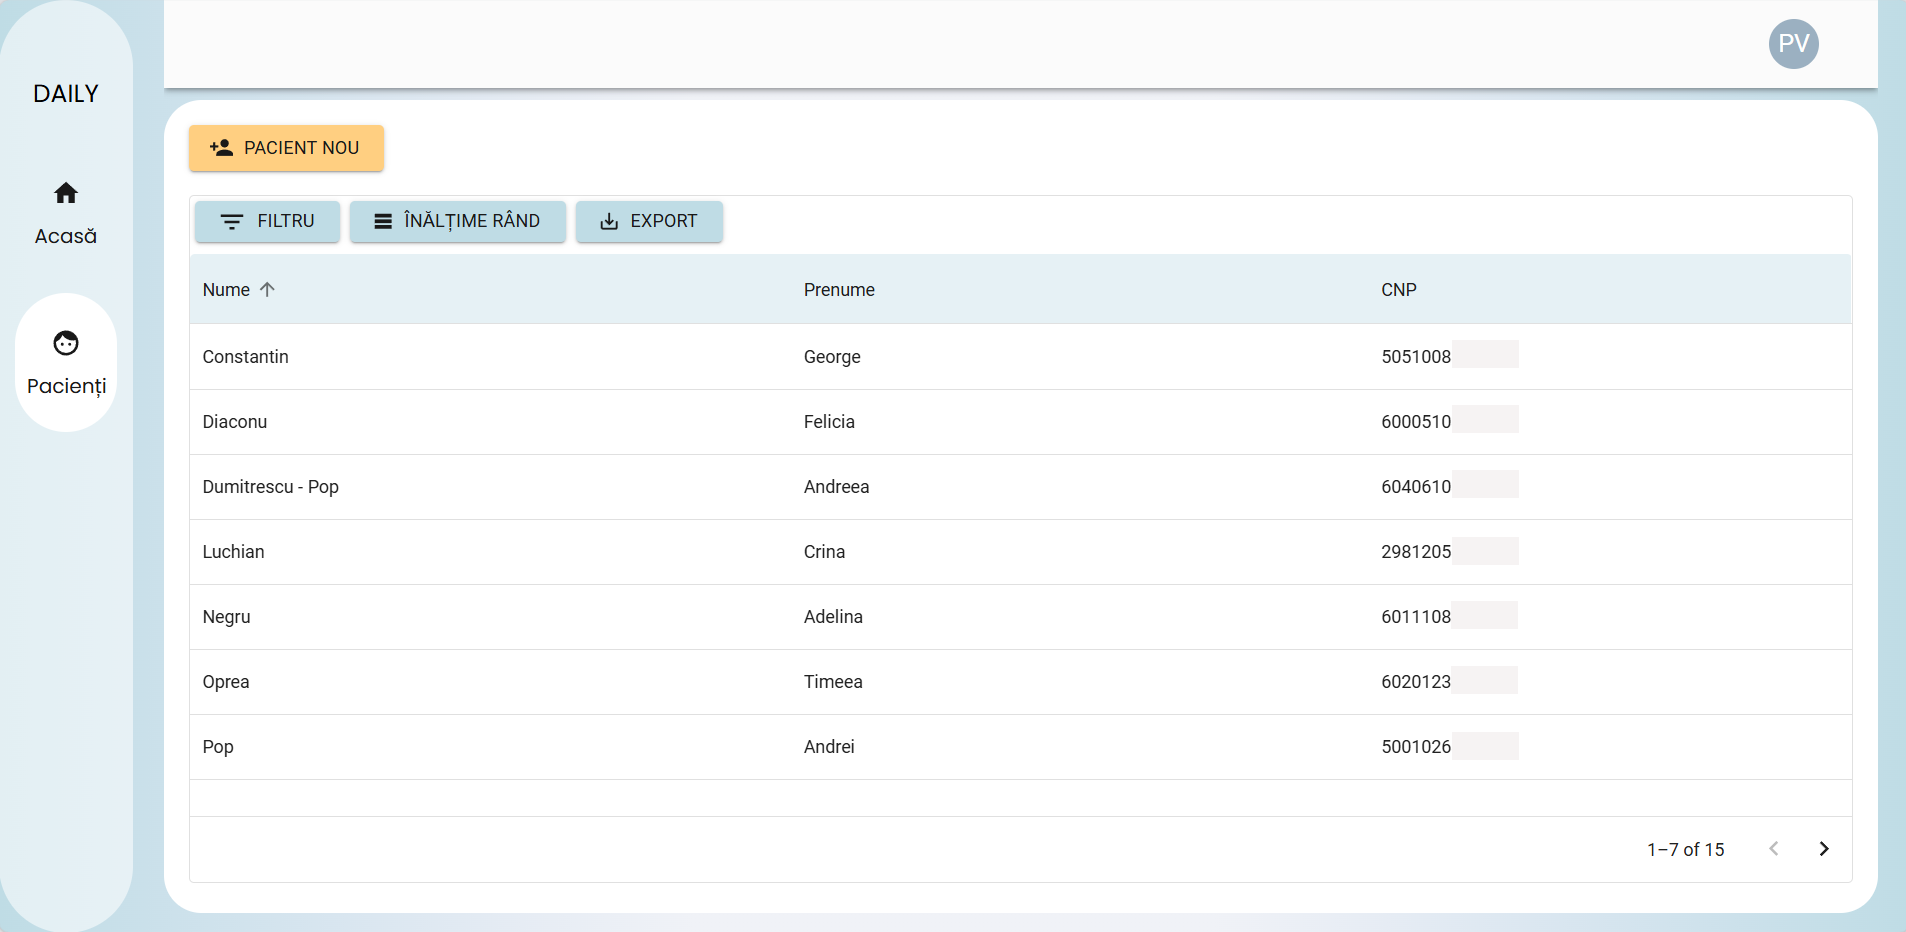 DAILY
Acasă
Pacienți
PV
PACIENT NOU
FILTRU ÎNĂLȚIME RÂND EXPORT
Nume Prenume CNP
Constantin George 5051008
Diaconu Felicia 6000510
Dumitrescu - Pop Andreea 6040610
Luchian Crina 2981205
Negru Adelina 6011108
Oprea Timeea 6020123
Pop Andrei 5001026
1–7 of 15